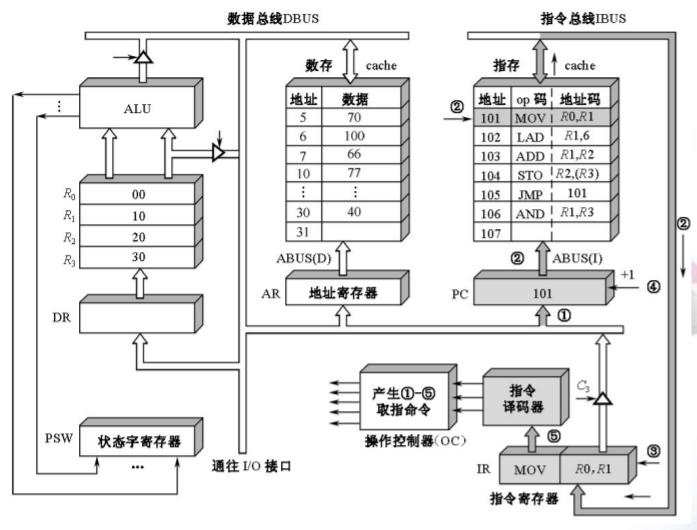 数据总线DBUS
指令总线IBUS
数存
cache
指存
cache
ALU
地址 数据
5 70
6 100
7 66
10 77
⋮ ⋮
30 40
31
地址 op 码 地址码
② 101 MOV R0,R1
102 LAD R1,6
103 ADD R1,R2
104 STO R2,(R3)
105 JMP 101
106 AND R1,R3
107
⋮
R0 00
R1 10
R2 20
R3 30
②
ABUS(D)
② ABUS(I)
+1
AR 地址寄存器
PC 101
④
DR
①
产生①-⑤
取指命令
指令
译码器
C3
操作控制器(OC)
⑤
③
PSW 状态字寄存器
...
通往 I/O 接口
IR MOV R0,R1
指令寄存器